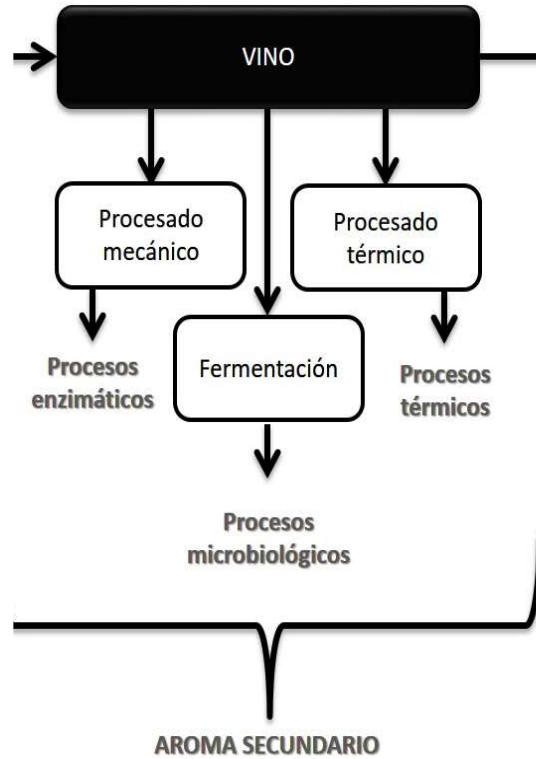 VINO
Procesado
mecánico
Procesado
térmico
Procesos
enzimáticos
Fermentación
Procesos
térmicos
Procesos
microbiológicos
AROMA SECUNDARIO